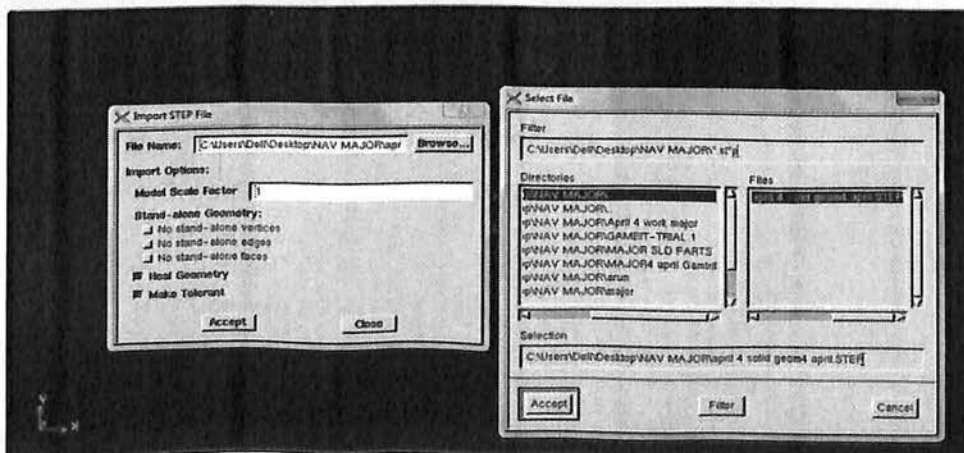 Import STEP File
File Name: C:\Users\Dell\Desktop\NAV MAJOR\apr Browse...
Import Options:
Model Scale Factor 1
Stand-alone Geometry:
No stand-alone vertices
No stand-alone edges
No stand-alone faces
Heal Geometry
Make Tolerant
Accept Close
Select File
Filter
C:\Users\Dell\Desktop\NAV MAJOR\*.st*p
Directories Files
p\NAV MAJOR\.
p\NAV MAJOR\..
p\NAV MAJOR\April 4 work major
p\NAV MAJOR\GAMBIT-TRIAL 1
p\NAV MAJOR\MAJOR SLD PARTS
p\NAV MAJOR\MAJOR4 april Gambit
p\NAV MAJOR\arun
p\NAV MAJOR\major
Selection
C:\Users\Dell\Desktop\NAV MAJOR\april 4 solid geom4 april.STEP
Accept Filter Cancel
Y
X